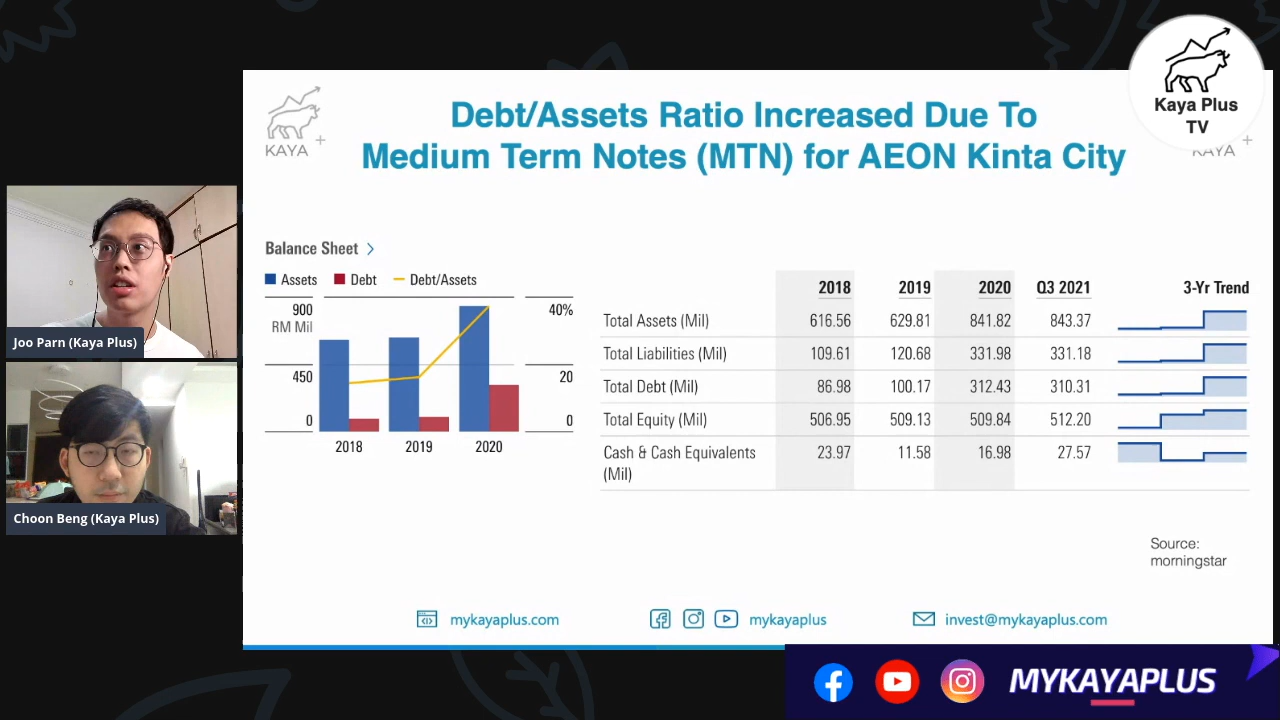 Kaya Plus
TV
KAYA +
KAYA +
Debt/Assets Ratio Increased Due To
Medium Term Notes (MTN) for AEON Kinta City
Joo Parn (Kaya Plus)
Choon Beng (Kaya Plus)
Balance Sheet
Assets Debt Debt/Assets
900 40%
RM Mil
450 20
0 0
2018 2019 2020
2018 2019 2020 Q3 2021 3-Yr Trend
Total Assets (Mil) 616.56 629.81 841.82 843.37
Total Liabilities (Mil) 109.61 120.68 331.98 331.18
Total Debt (Mil) 86.98 100.17 312.43 310.31
Total Equity (Mil) 506.95 509.13 509.84 512.20
Cash & Cash Equivalents 23.97 11.58 16.98 27.57
(Mil)
Source:
morningstar
mykayaplus.com mykayaplus invest@mykayaplus.com
MYKAYAPLUS